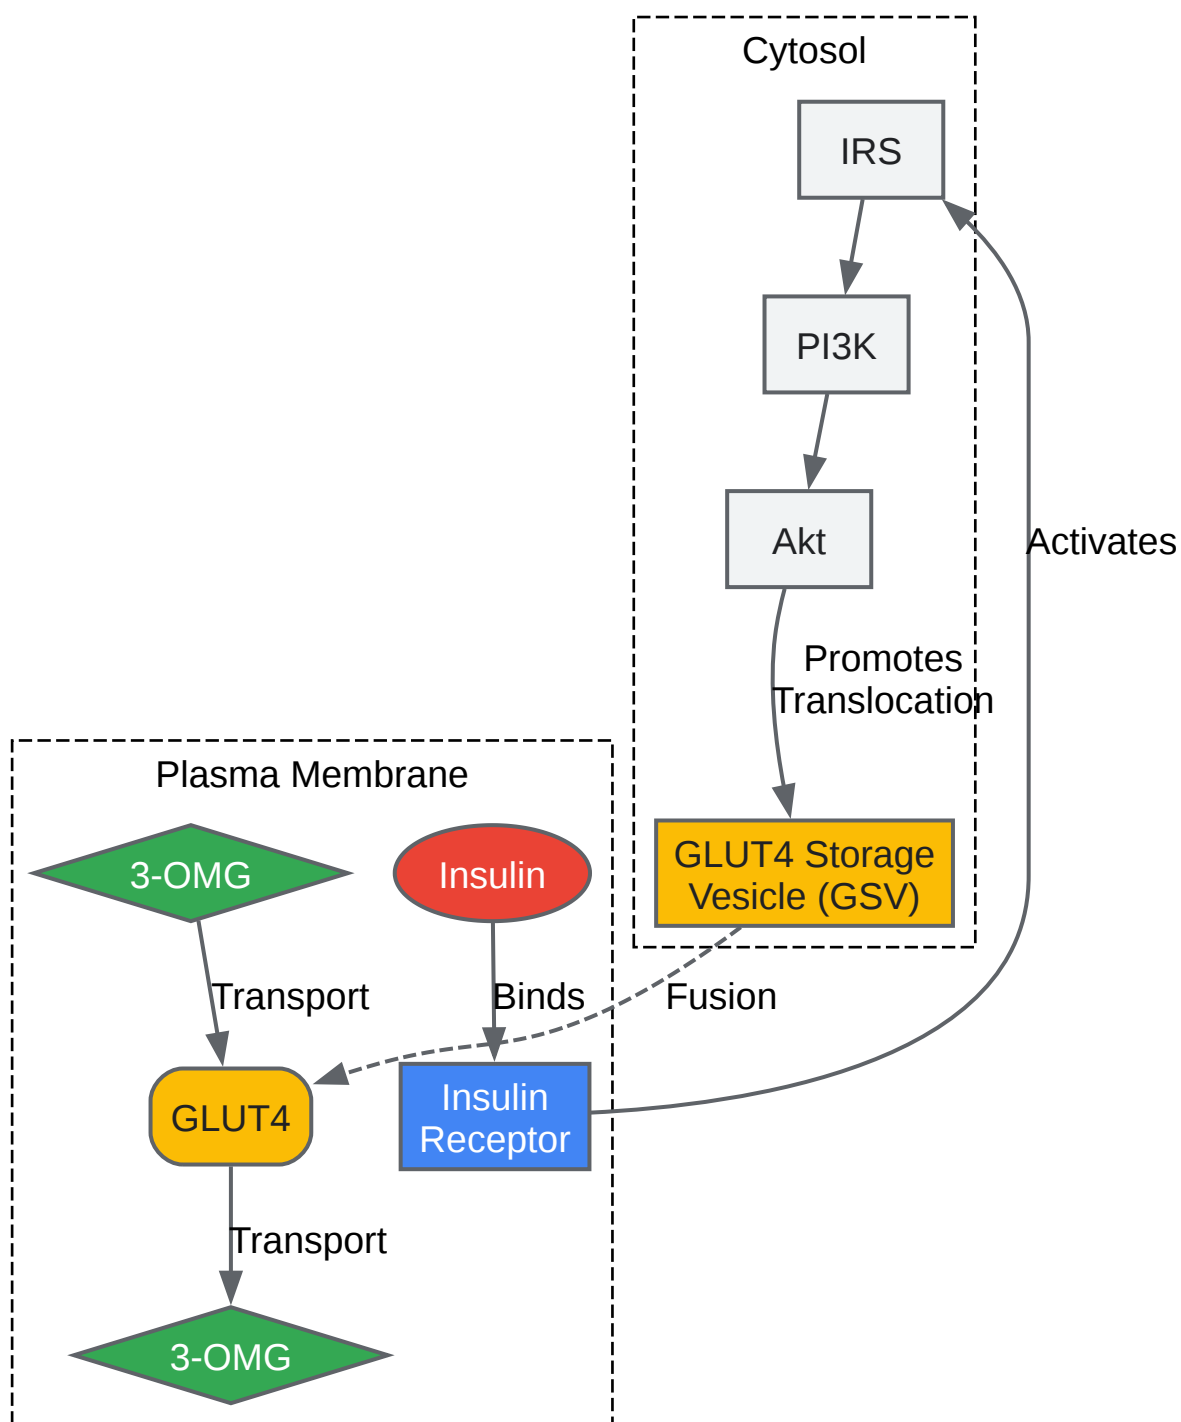 Cytosol
IRS
PI3K
Akt
Activates
Promotes
Translocation
Plasma Membrane
3-OMG
Insulin
GLUT4 Storage
Vesicle (GSV)
Transport
Binds
Fusion
GLUT4
Insulin
Receptor
Transport
3-OMG